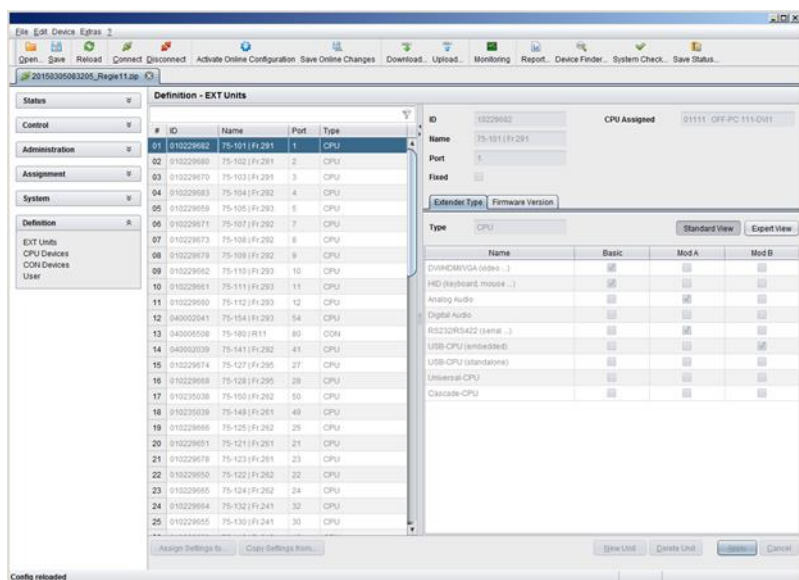 File Edit Device Extras ?
Open... Save Reload Connect Disconnect Activate Online Configuration Save Online Changes Download... Upload... Monitoring Report... Device Finder... System Check... Save Status...
20150305083205_Regie11.zip
Status
Control
Administration
Assignment
System
Definition
EXT Units
CPU Devices
CON Devices
User
Definition - EXT Units
# ID Name Port Type
01 010229682 75-101 | Fr.291 1 CPU
02 010229680 75-102 | Fr.281 2 CPU
03 010229670 75-103 | Fr.291 3 CPU
04 010229683 75-104 | Fr.292 4 CPU
05 010229659 75-105 | Fr.293 5 CPU
06 010229671 75-107 | Fr.292 7 CPU
07 010229673 75-108 | Fr.292 8 CPU
08 010229679 75-109 | Fr.292 9 CPU
09 010229662 75-110 | Fr.293 10 CPU
10 010229661 75-111 | Fr.293 11 CPU
11 010229660 75-112 | Fr.293 12 CPU
12 040002041 75-154 | Fr.293 54 CPU
13 040006508 75-180 | R11 80 CON
14 040002039 75-141 | Fr.282 41 CPU
15 010229674 75-127 | Fr.295 27 CPU
16 010229668 75-128 | Fr.295 28 CPU
17 010235038 75-150 | Fr.262 50 CPU
18 010235039 75-149 | Fr.261 49 CPU
19 010229666 75-125 | Fr.262 25 CPU
20 010229651 75-121 | Fr.261 21 CPU
21 010229678 75-123 | Fr.261 23 CPU
22 010229650 75-122 | Fr.262 22 CPU
23 010229665 75-124 | Fr.262 24 CPU
24 010229664 75-132 | Fr.241 32 CPU
25 010229655 75-130 | Fr.241 30 CPU
Assign Settings to... Copy Settings from...
ID 10229682 CPU Assigned 01111 OFF-PC 111-DVI1
Name 75-101 | Fr.291
Port 1
Fixed
Extender Type Firmware Version
Type CPU Standard View Expert View
Name Basic Mod A Mod B
DVI/HDMI/VGA (video ...)
HID (keyboard, mouse ...)
Analog Audio
Digital Audio
RS232/RS422 (serial ...)
USB-CPU (embedded)
USB-CPU (standalone)
Universal-CPU
Cascade-CPU
New Unit Delete Unit Apply Cancel
Config reloaded